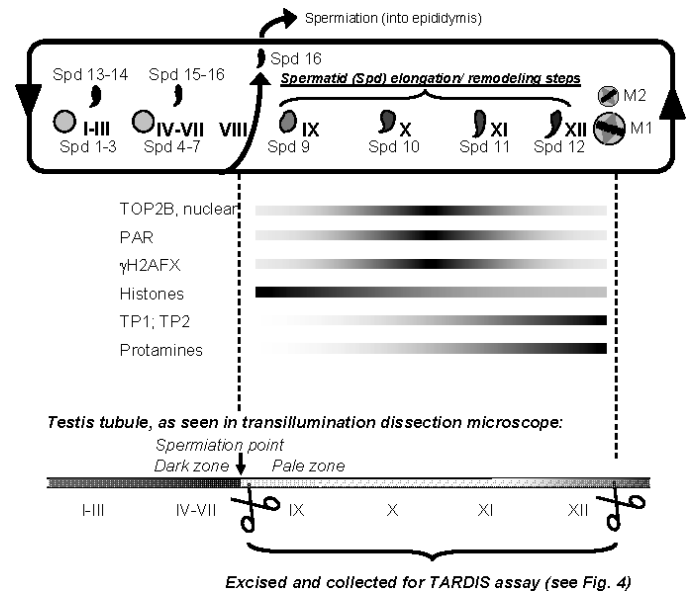 Spermiation (into epididymis)
Spd 16
Spd 13-14 Spd 15-16 Spermatid (Spd) elongation/ remodeling steps
M2
I-III IV-VII VIII IX X XI XII M1
Spd 1-3 Spd 4-7 Spd 9 Spd 10 Spd 11 Spd 12
TOP2B, nuclear
PAR
γH2AFX
Histones
TP1; TP2
Protamines
Testis tubule, as seen in transillumination dissection microscope:
Spermiation point
Dark zone Pale zone
I-III IV-VII IX X XI XII
Excised and collected for TARDIS assay (see Fig. 4)